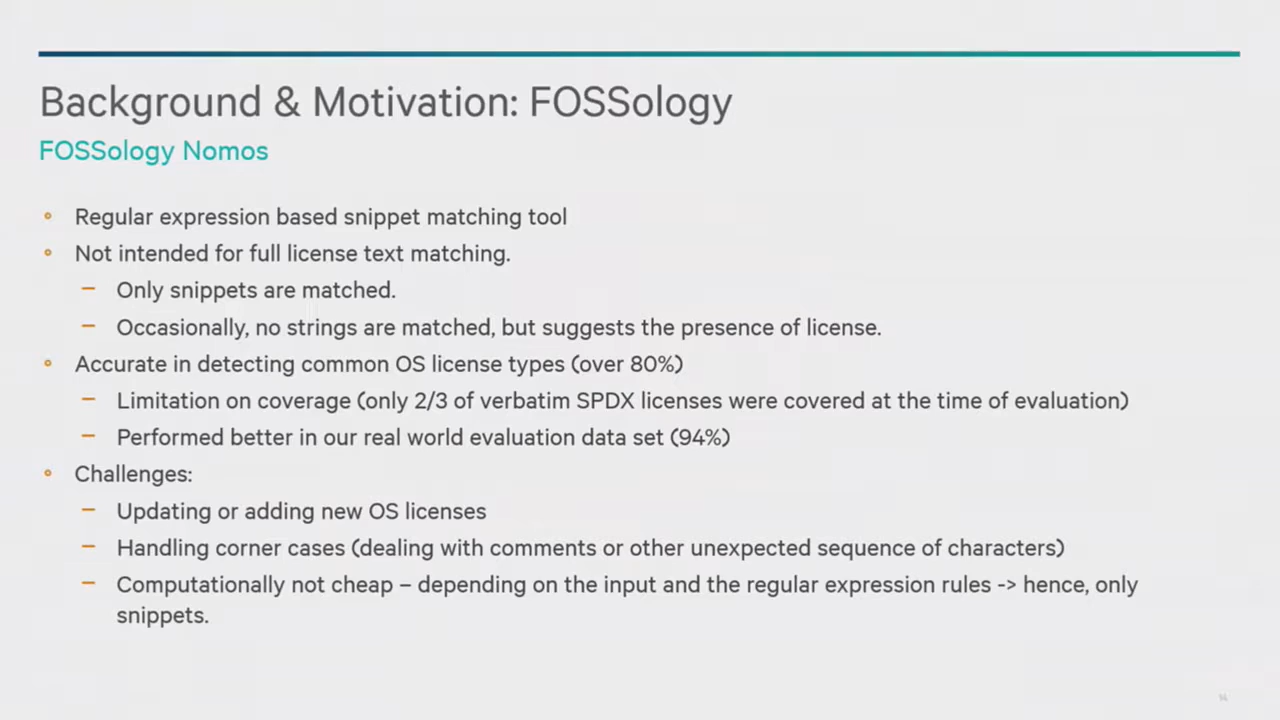 Background & Motivation: FOSSology
FOSSology Nomos
Regular expression based snippet matching tool
Not intended for full license text matching.
Only snippets are matched.
Occasionally, no strings are matched, but suggests the presence of license.
Accurate in detecting common OS license types (over 80%)
Limitation on coverage (only 2/3 of verbatim SPDX licenses were covered at the time of evaluation)
Performed better in our real world evaluation data set (94%)
Challenges:
Updating or adding new OS licenses
Handling corner cases (dealing with comments or other unexpected sequence of characters)
Computationally not cheap – depending on the input and the regular expression rules -> hence, only
snippets.
14